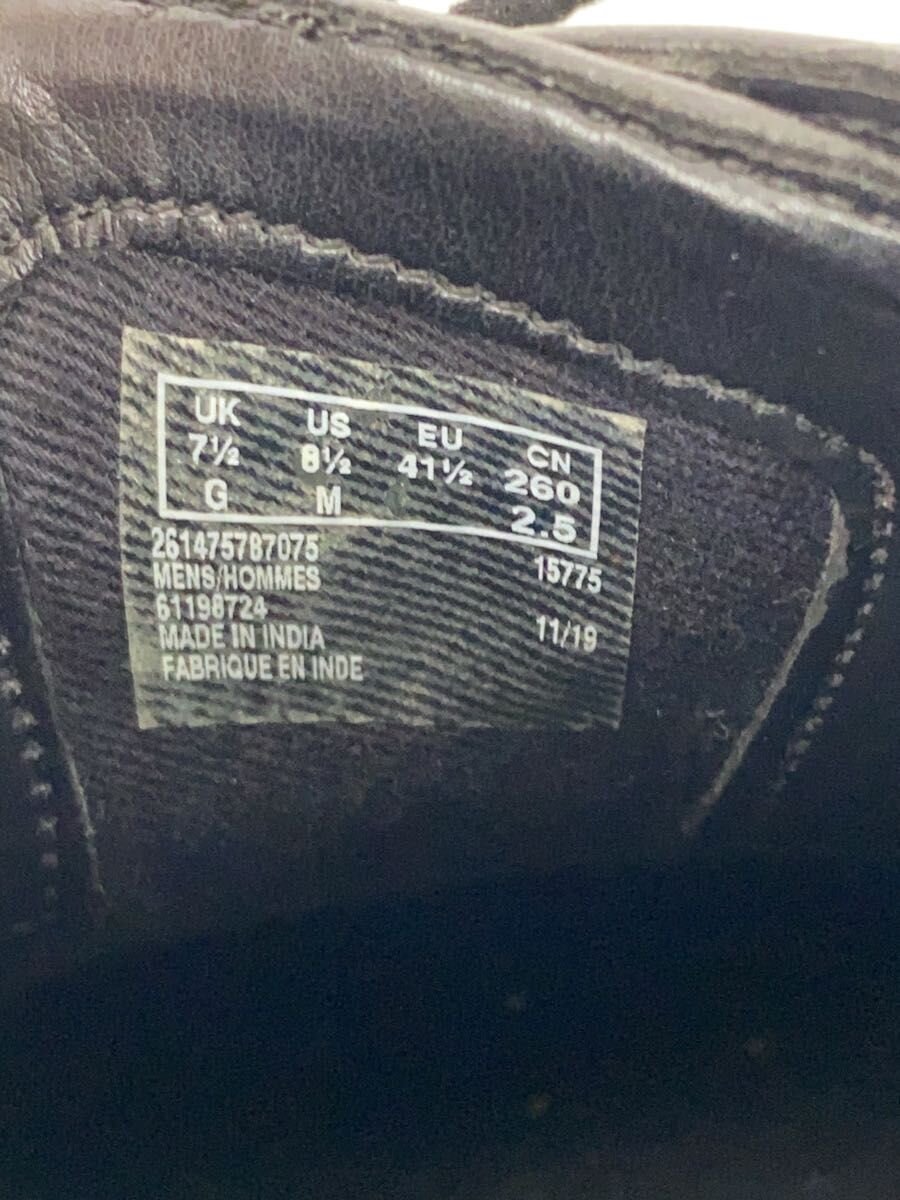 UK US EU CN
7½ 8½ 41½ 260
G M 2.5
261475787075
MENS/HOMMES 15775
61198724
MADE IN INDIA 11/19
FABRIQUE EN INDE